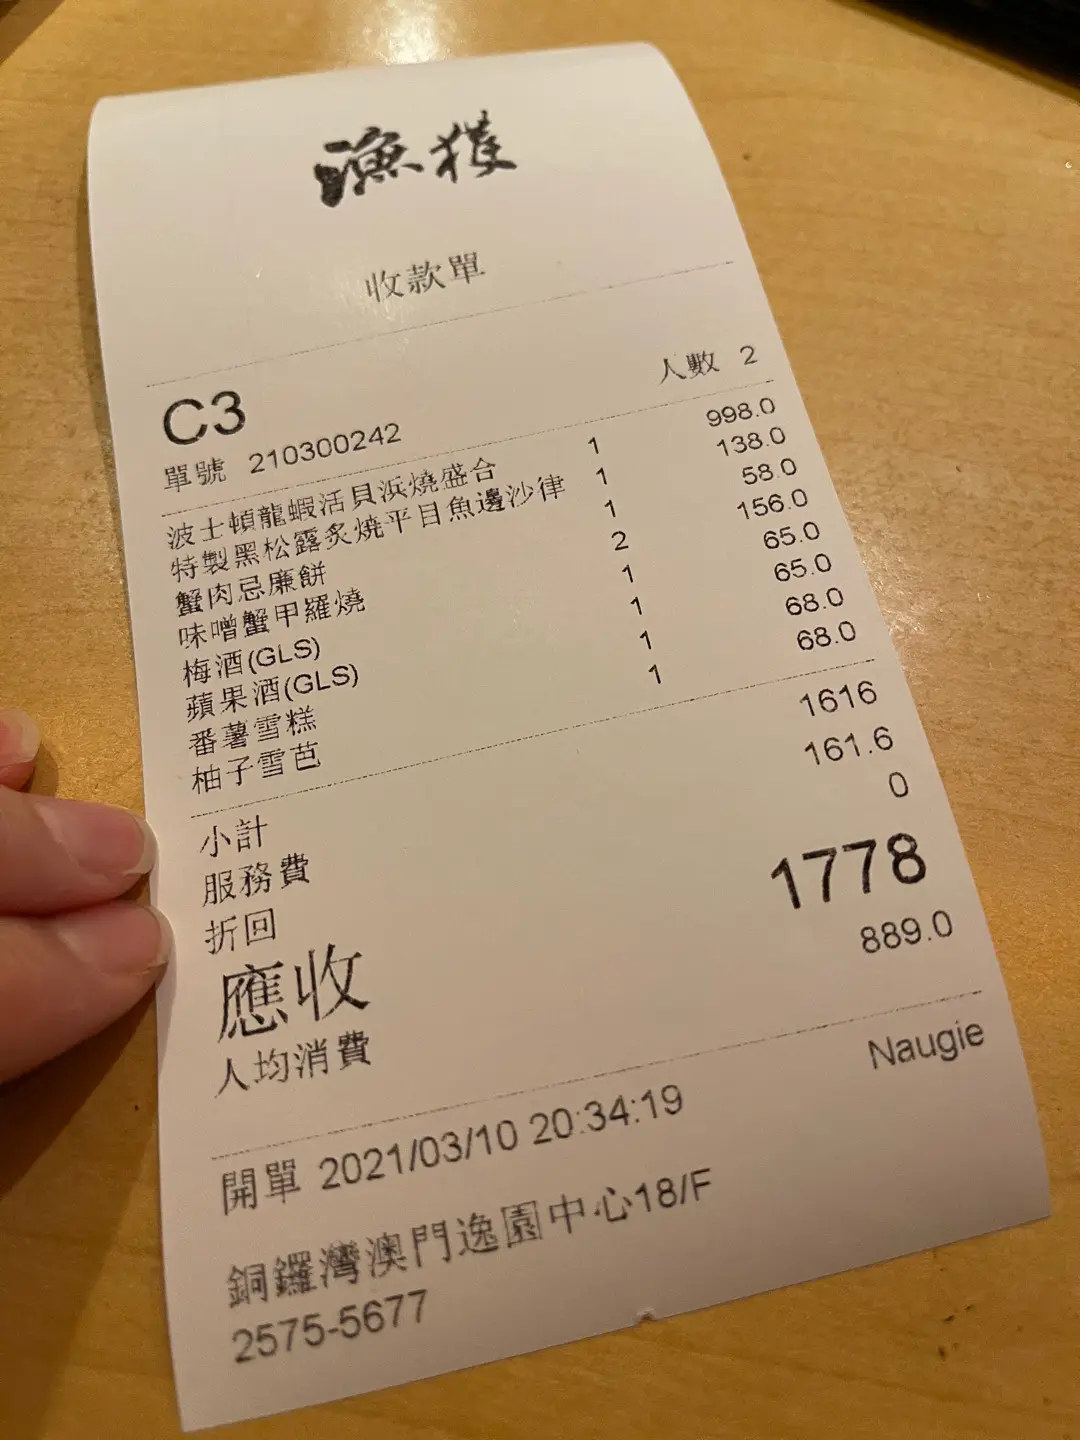 漁獲
收款單
C3
單號 210300242 人數 2
波士頓龍蝦活貝浜燒盛合 1 998.0
特製黑松露炙燒平目魚邊沙律 1 138.0
蟹肉忌廉餅 1 58.0
味噌蟹甲羅燒 2 156.0
梅酒(GLS) 1 65.0
蘋果酒(GLS) 1 65.0
番薯雪糕 1 68.0
柚子雪芭 1 68.0
小計 1616
服務費 161.6
折回 0
應收 1778
人均消費 889.0
Naugie
開單 2021/03/10 20:34:19
銅鑼灣澳門逸園中心18/F
2575-5677